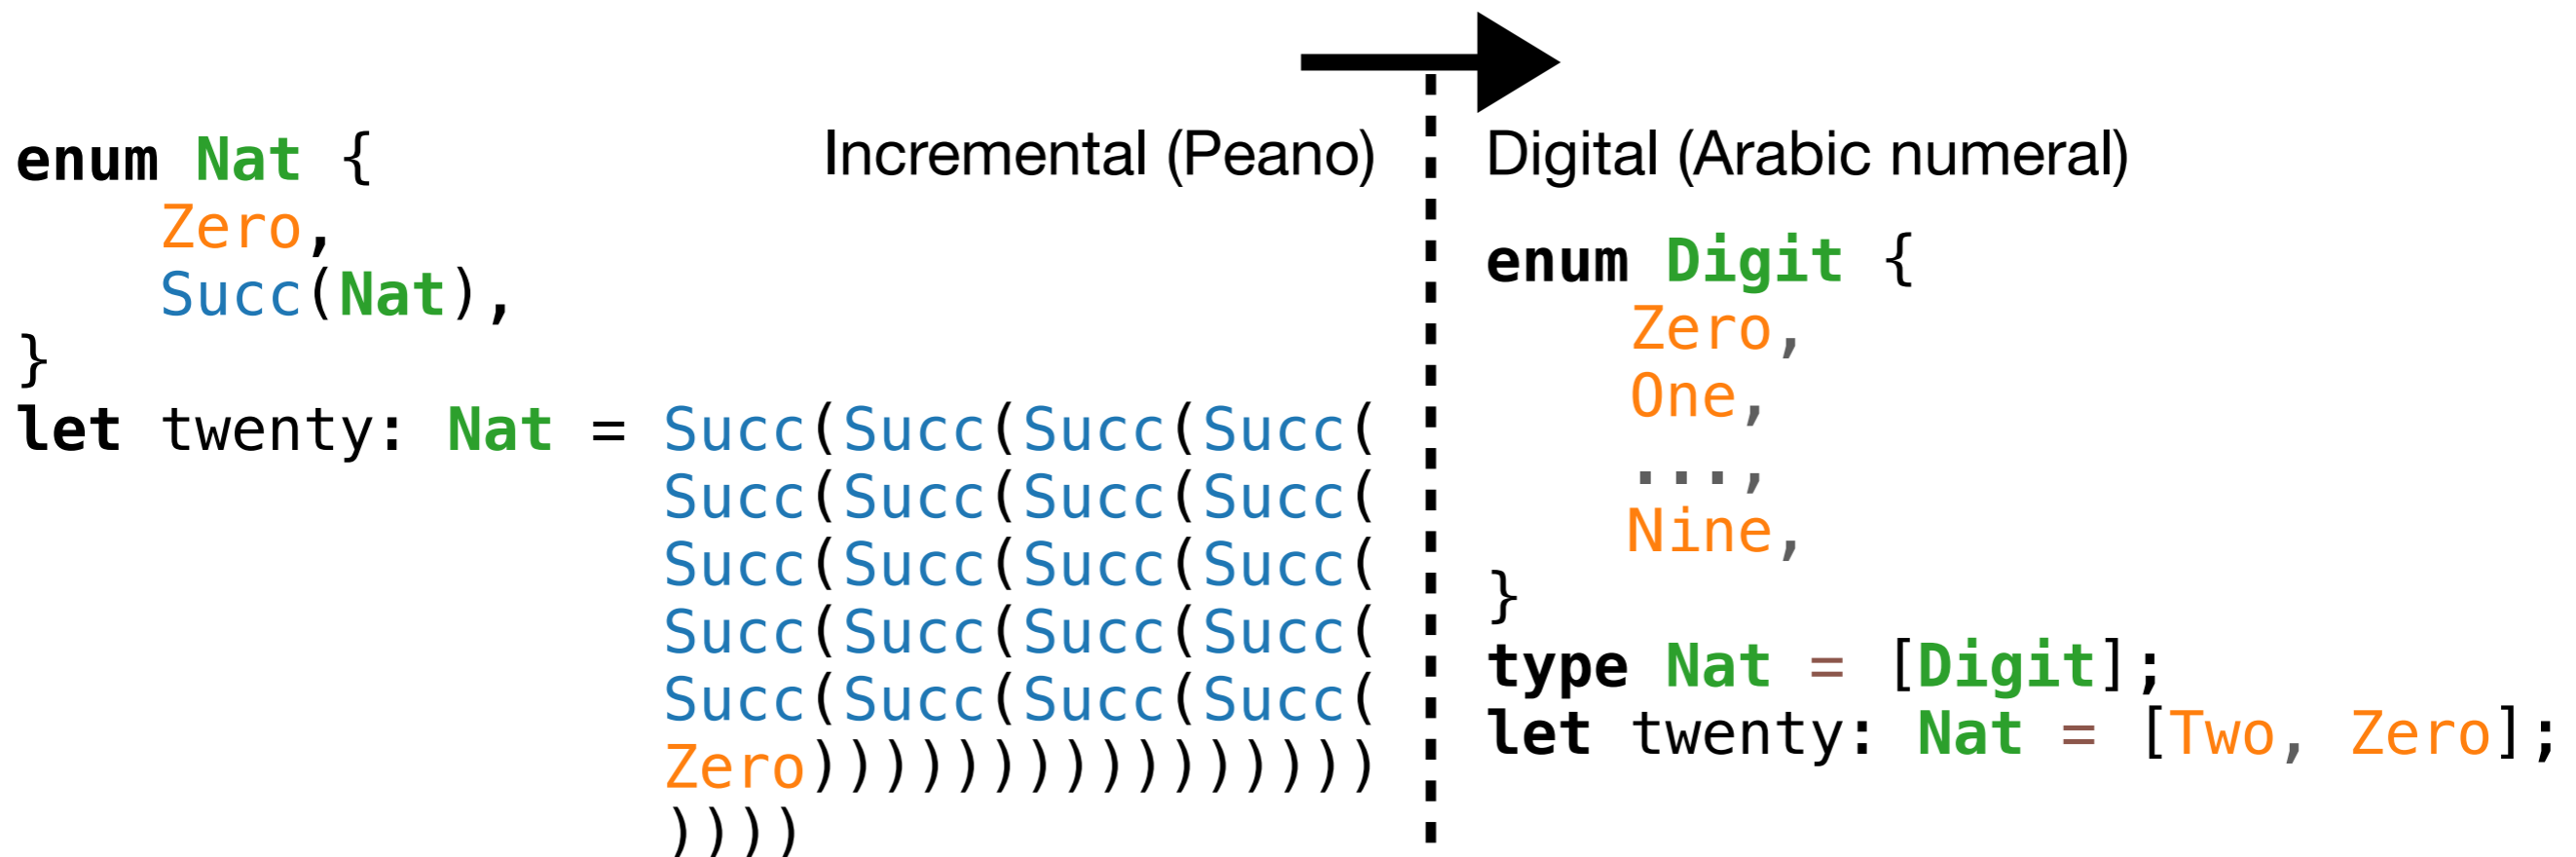 Incremental (Peano)
enum Nat {
    Zero,
    Succ(Nat),
}
let twenty: Nat = Succ(Succ(Succ(Succ(
                  Succ(Succ(Succ(Succ(
                  Succ(Succ(Succ(Succ(
                  Succ(Succ(Succ(Succ(
                  Succ(Succ(Succ(Succ(
                  Zero))))))))))))))))
                  ))))
Digital (Arabic numeral)
enum Digit {
    Zero,
    One,
    ...,
    Nine,
}
type Nat = [Digit];
let twenty: Nat = [Two, Zero];